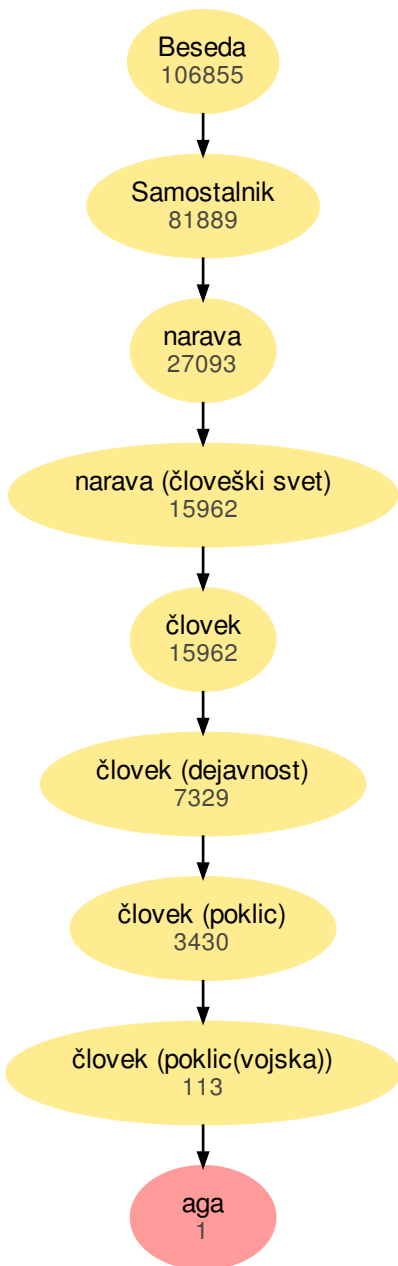 Beseda
106855
Samostalnik
81889
narava
27093
narava (človeški svet)
15962
človek
15962
človek (dejavnost)
7329
človek (poklic)
3430
človek (poklic(vojska))
113
aga
1